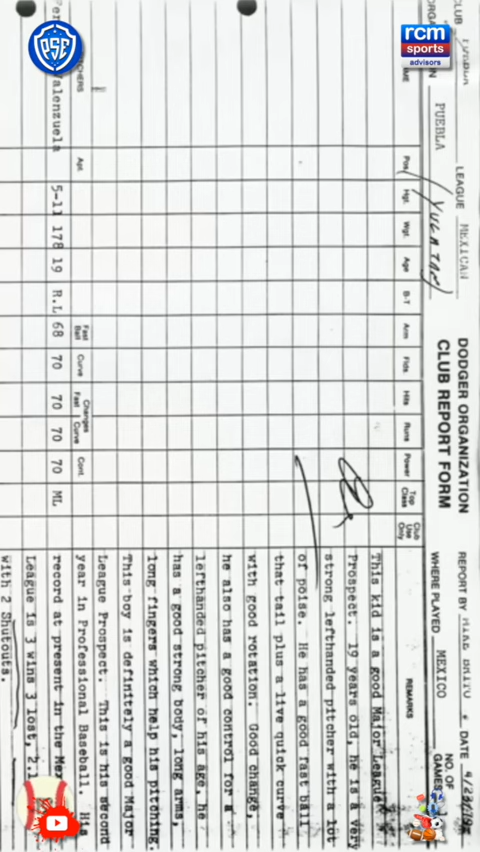 PSE
rcm
sports
advisors
DODGER ORGANIZATION
CLUB REPORT FORM
CLUB PUEBLA LEAGUE MEXICAN REPORT BY MIKE BRITO DATE
PUEBLA / YUCATAN WHERE PLAYED MEXICO NO. OF GAMES
Pos. Hgt. Wgt. Age B-T Arm Flds Hits Runs Power Top Class Club Use Only REMARKS
This kid is a good Major League
Prospect. 19 years old, he is a very
strong lefthanded pitcher with a lot
of poise. He has a good fast ball
that tail plus a live quick curve
with good rotation. Good change,
he also has a good control for a
lefthanded pitcher of his age, he
has a good strong body, long arms,
long fingers which help his pitching.
This boy is definitely a good Major
League Prospect. This is his second
year in Professional Baseball. His
record at present in the Mex
League is 3 wins 3 lost,
with 2 Shutouts.
Apt. Fast Ball Curve Changes Fast Curve Cont.
alenzuela 5-11 178 19 R.L 68 70 70 70 70 ML